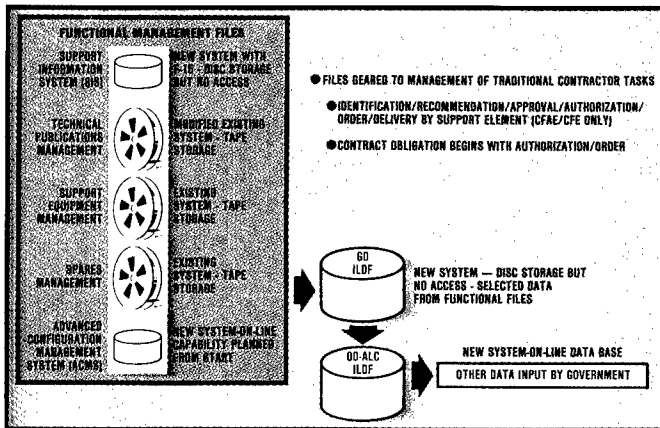 FUNCTIONAL MANAGEMENT FILES
SUPPORT
INFORMATION
SYSTEM (SIS)
NEW SYSTEM WITH
F-16 - DISC STORAGE
BUT NO ACCESS
TECHNICAL
PUBLICATIONS
MANAGEMENT
MODIFIED EXISTING
SYSTEM - TAPE
STORAGE
SUPPORT
EQUIPMENT
MANAGEMENT
EXISTING
SYSTEM - TAPE
STORAGE
SPARES
MANAGEMENT
EXISTING
SYSTEM - TAPE
STORAGE
ADVANCED
CONFIGURATION
MANAGEMENT
SYSTEM (ACMS)
NEW SYSTEM-ON-LINE
CAPABILITY PLANNED
FROM START
● FILES GEARED TO MANAGEMENT OF TRADITIONAL CONTRACTOR TASKS
● IDENTIFICATION/RECOMMENDATION/APPROVAL/AUTHORIZATION/
ORDER/DELIVERY BY SUPPORT ELEMENT (CFAE/CFE ONLY)
● CONTRACT OBLIGATION BEGINS WITH AUTHORIZATION/ORDER
GD
ILDF
NEW SYSTEM — DISC STORAGE BUT
NO ACCESS - SELECTED DATA
FROM FUNCTIONAL FILES
OO-ALC
ILDF
NEW SYSTEM-ON-LINE DATA BASE
OTHER DATA INPUT BY GOVERNMENT